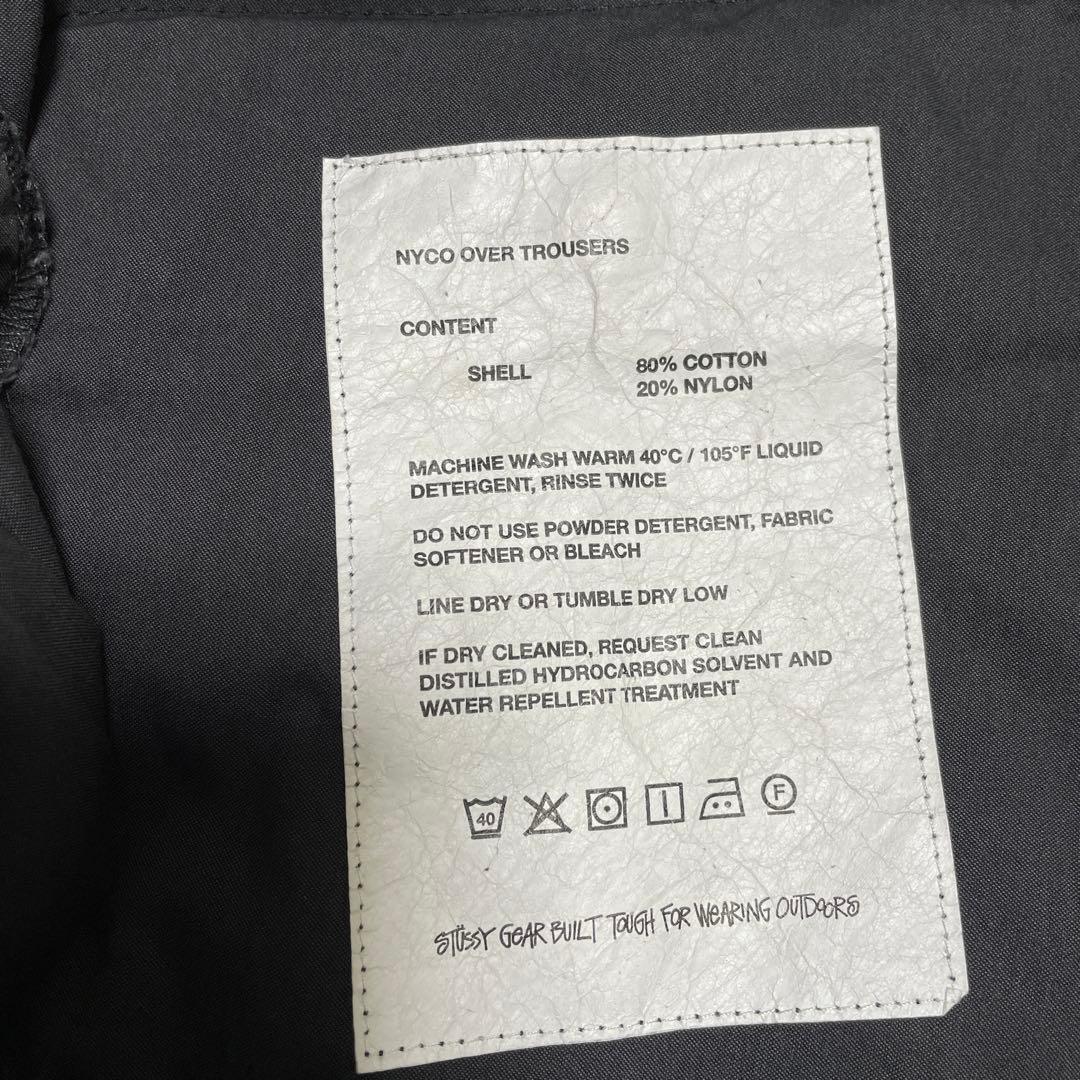 NYCO OVER TROUSERS
CONTENT
SHELL 80% COTTON
20% NYLON
MACHINE WASH WARM 40°C / 105°F LIQUID
DETERGENT, RINSE TWICE
DO NOT USE POWDER DETERGENT, FABRIC
SOFTENER OR BLEACH
LINE DRY OR TUMBLE DRY LOW
IF DRY CLEANED, REQUEST CLEAN
DISTILLED HYDROCARBON SOLVENT AND
WATER REPELLENT TREATMENT
40 F
STÜSSY GEAR BUILT TOUGH FOR WEARING OUTDOORS